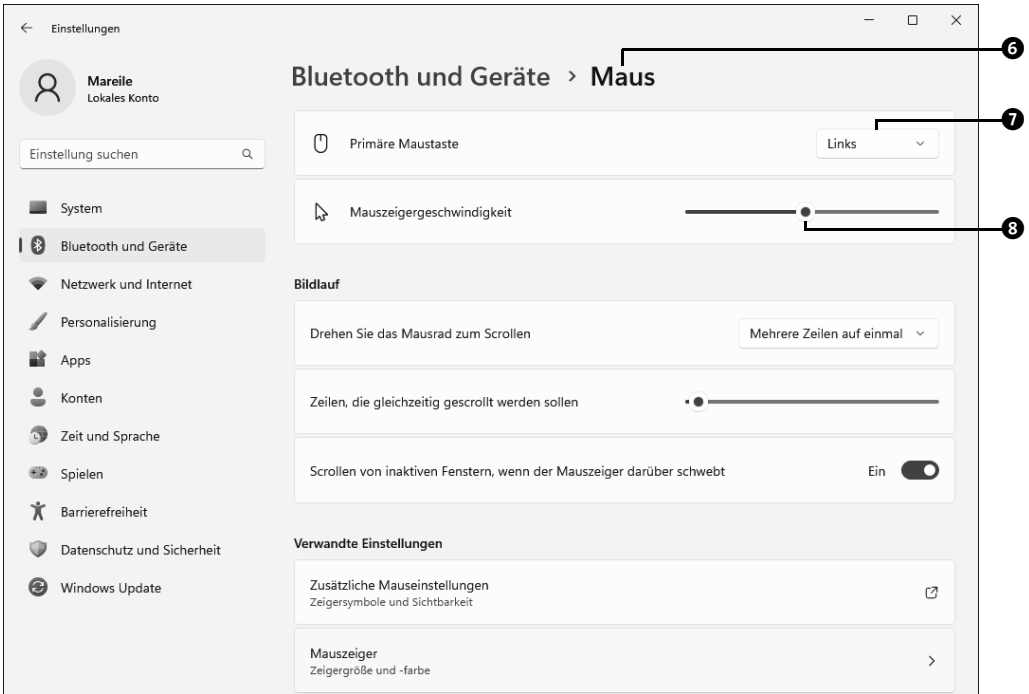 Einstellungen
Mareile
Lokales Konto
Einstellung suchen
System
Bluetooth und Geräte
Netzwerk und Internet
Personalisierung
Apps
Konten
Zeit und Sprache
Spielen
Barrierefreiheit
Datenschutz und Sicherheit
Windows Update
Bluetooth und Geräte > Maus
6
Primäre Maustaste Links
7
Mauszeigergeschwindigkeit
8
Bildlauf
Drehen Sie das Mausrad zum Scrollen Mehrere Zeilen auf einmal
Zeilen, die gleichzeitig gescrollt werden sollen
Scrollen von inaktiven Fenstern, wenn der Mauszeiger darüber schwebt Ein
Verwandte Einstellungen
Zusätzliche Mauseinstellungen
Zeigersymbole und Sichtbarkeit
Mauszeiger
Zeigergröße und -farbe